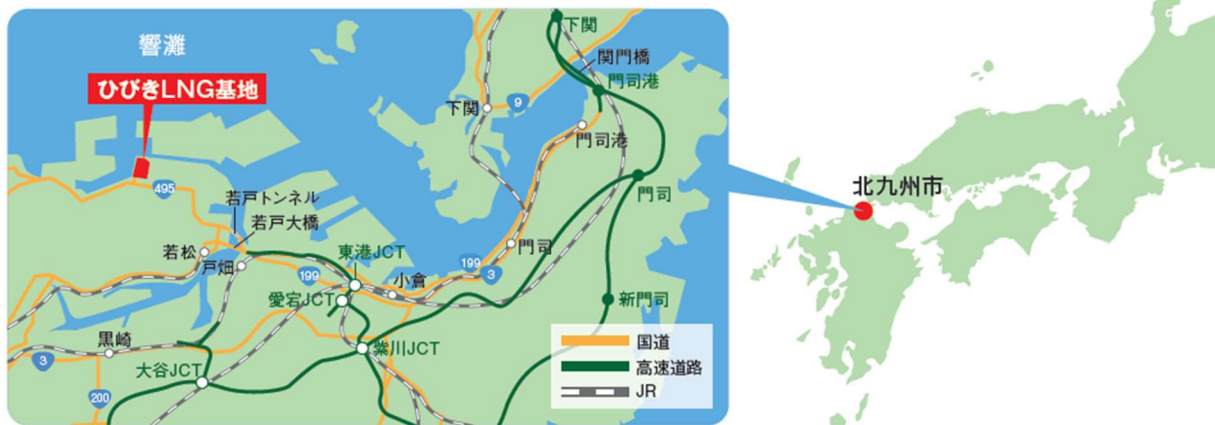 響灘
ひびきLNG基地
下関
関門橋
門司港
9
下関
門司港
495
門司
若戸トンネル
若戸大橋
北九州市
若松
戸畑
東港JCT
門司
199
3
199
小倉
愛宕JCT
新門司
黒崎
紫川JCT
国道
3
大谷JCT
高速道路
200
JR